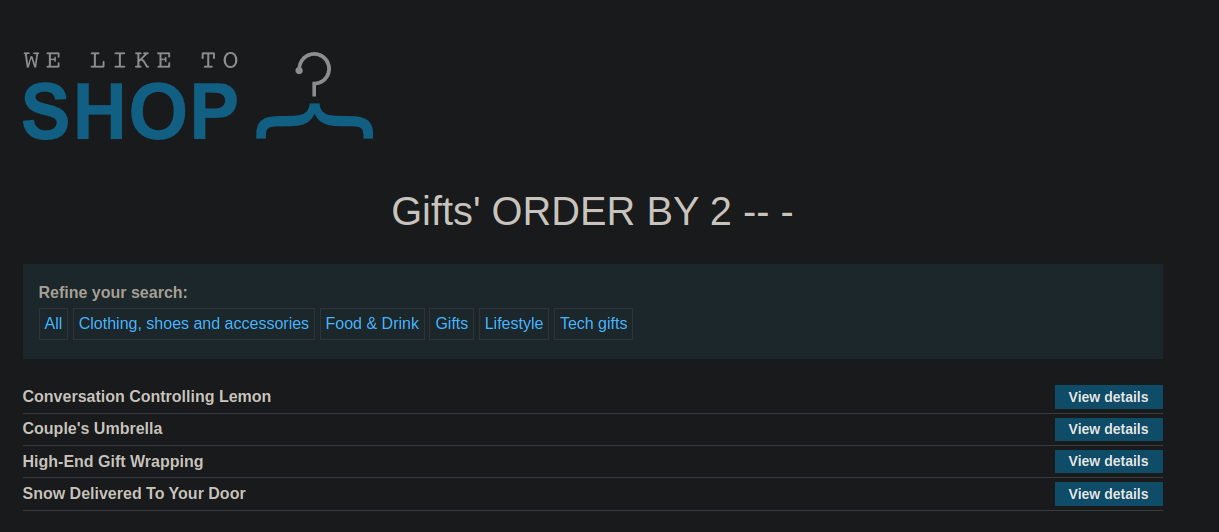 WE LIKE TO
SHOP
Gifts' ORDER BY 2 -- -
Refine your search:
All Clothing, shoes and accessories Food & Drink Gifts Lifestyle Tech gifts
Conversation Controlling Lemon View details
Couple's Umbrella View details
High-End Gift Wrapping View details
Snow Delivered To Your Door View details